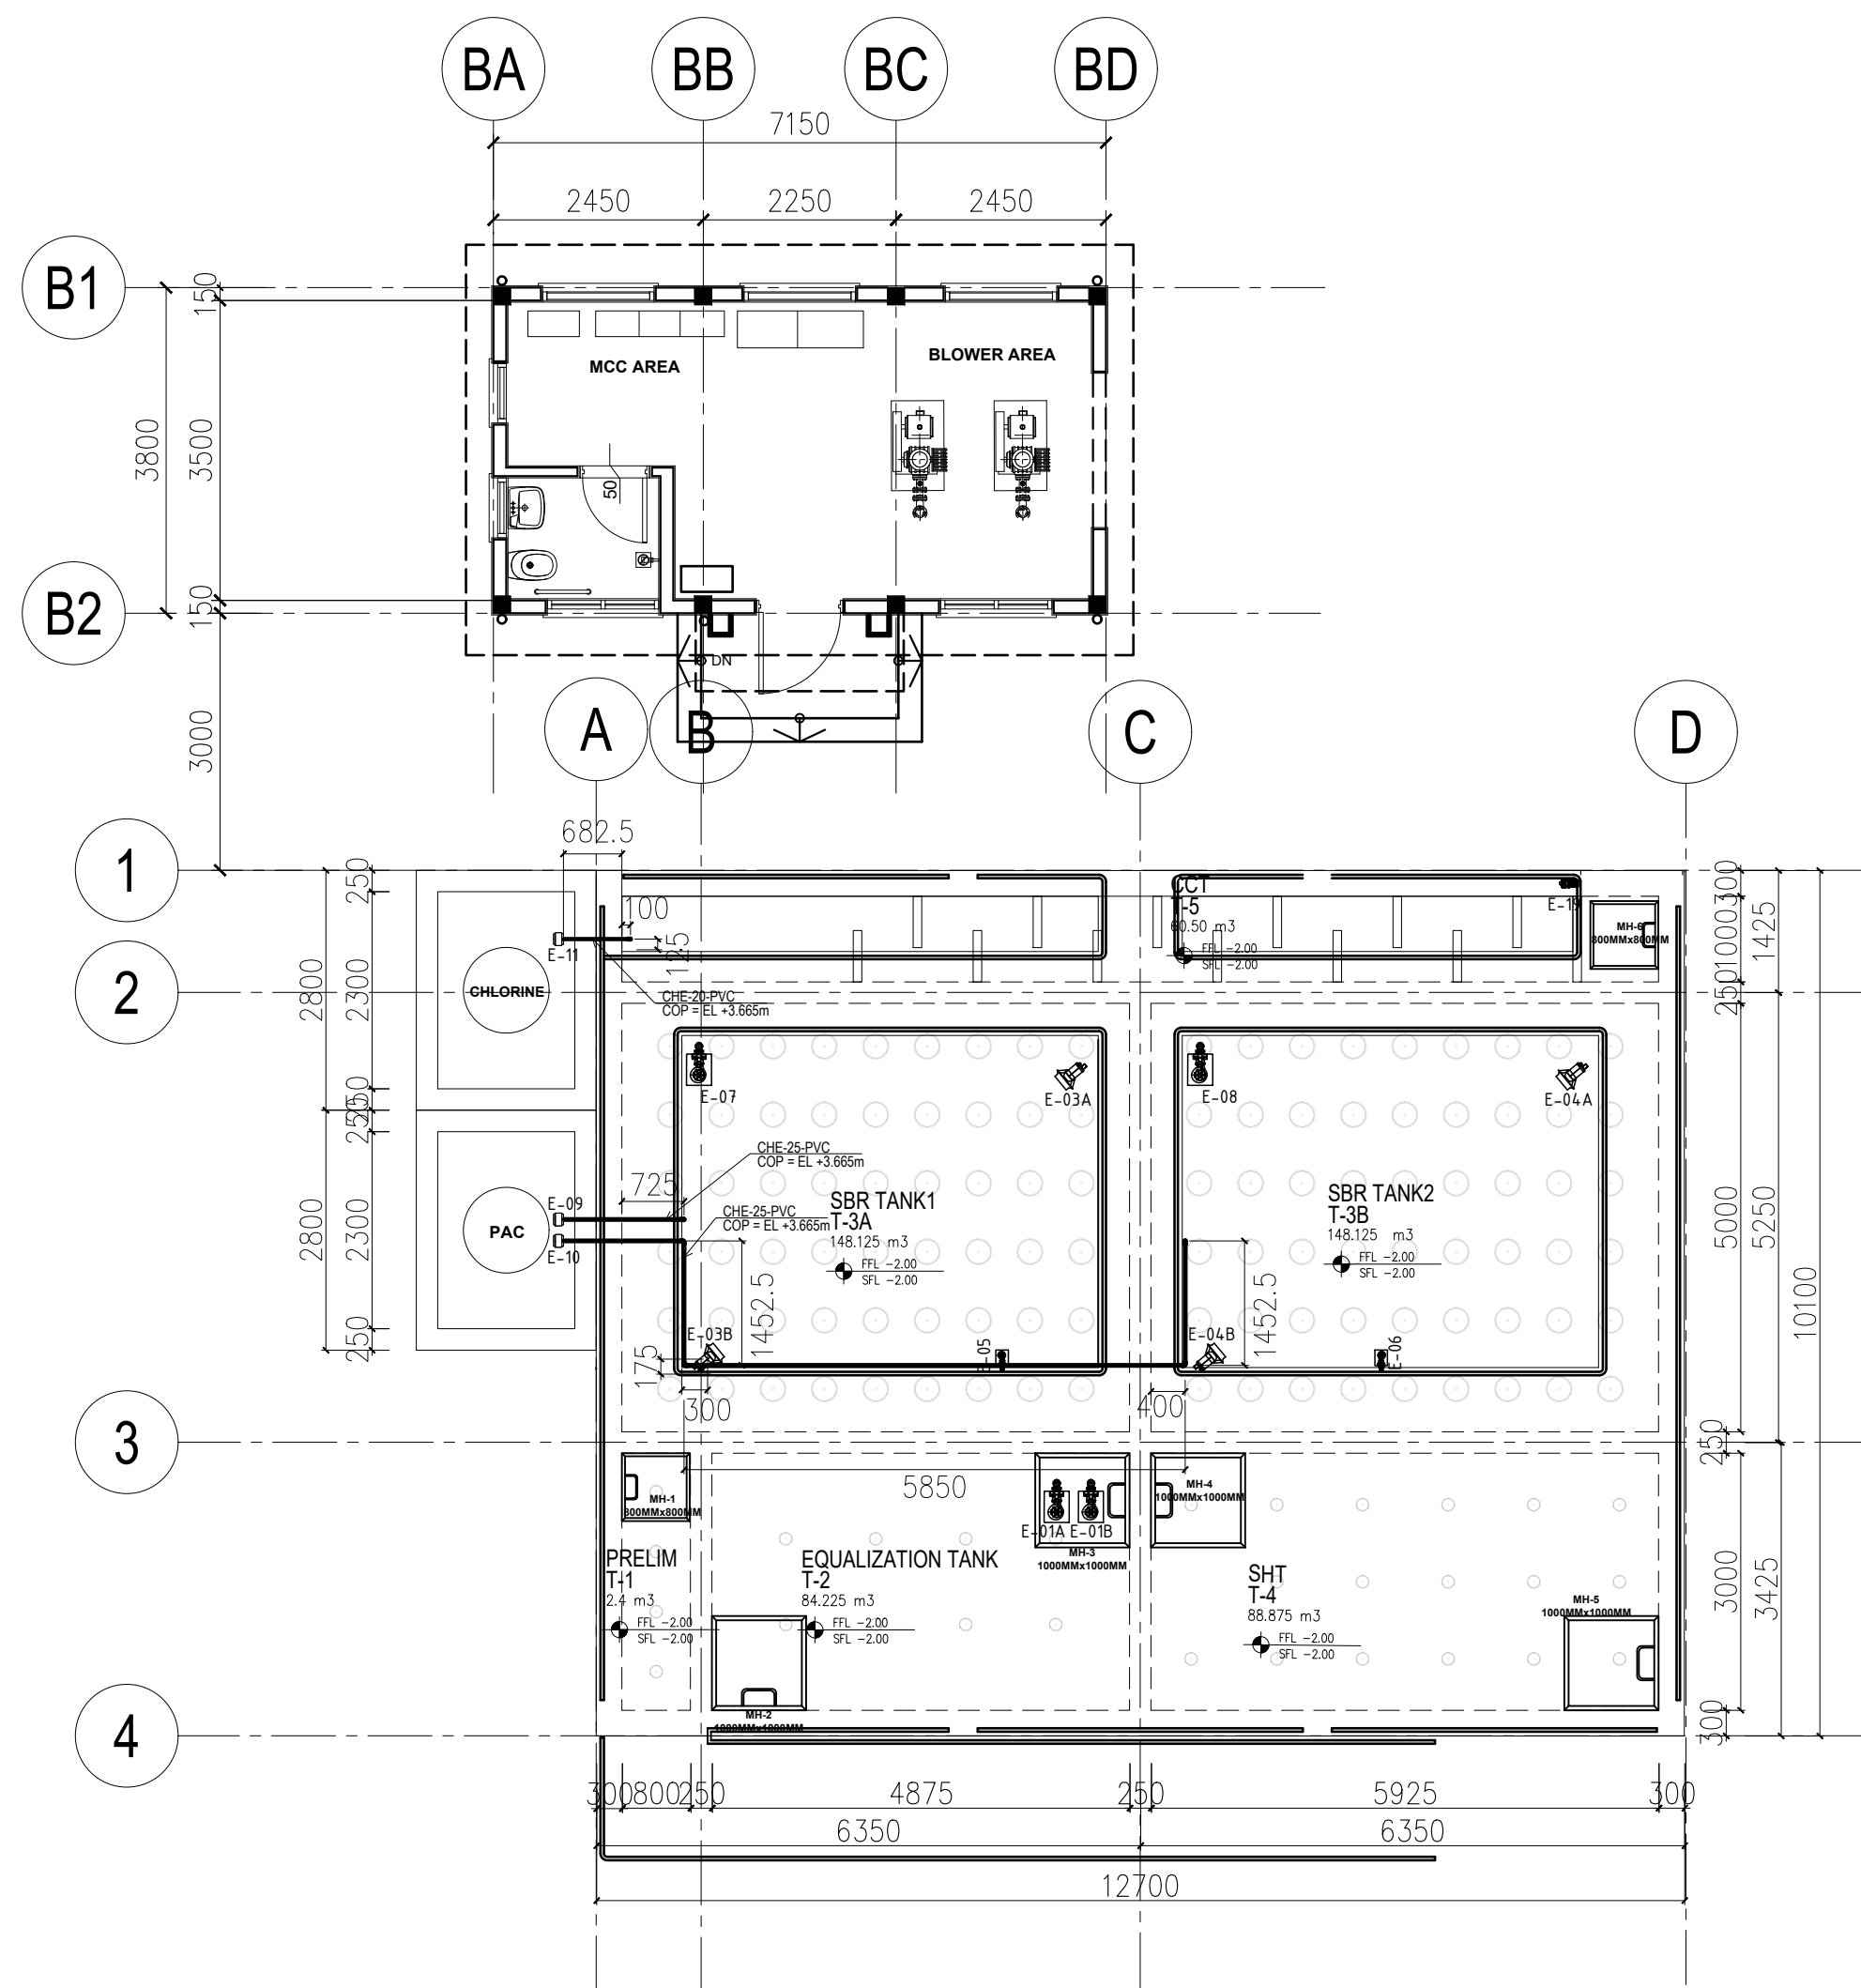 BA
BB
BC
BD
7150
2450
2250
2450
B1
B2
150
3800
3500
150
3000
MCC AREA
BLOWER AREA
50
DN
A
B
C
D
1
2
3
4
682.5
250
2800
2300
250
250
2800
2300
250
CHLORINE
PAC
E-11
E-09
E-10
100
125
CHE-20-PVC
COP = EL +3.665m
CCT
T-5
60.50 m3
FFL -2.00
SFL -2.00
E-19
MH-6
800MMx800MM
300
1000
250
1425
5000
5250
10100
250
3000
3425
300
E-07
E-03A
E-08
E-04A
CHE-25-PVC
COP = EL +3.665m
725
CHE-25-PVC
COP = EL +3.665m
SBR TANK1
T-3A
148.125 m3
FFL -2.00
SFL -2.00
SBR TANK2
T-3B
148.125 m3
FFL -2.00
SFL -2.00
1452.5
1452.5
E-03B
E-05
E-04B
E-06
175
300
400
5850
MH-1
800MMx800MM
MH-4
1000MMx1000MM
E-01A
E-01B
MH-3
1000MMx1000MM
PRELIM
T-1
2.4 m3
FFL -2.00
SFL -2.00
EQUALIZATION TANK
T-2
84.225 m3
FFL -2.00
SFL -2.00
SHT
T-4
88.875 m3
FFL -2.00
SFL -2.00
MH-5
1000MMx1000MM
MH-2
1000MMx1000MM
300
800
250
4875
250
5925
300
6350
6350
12700